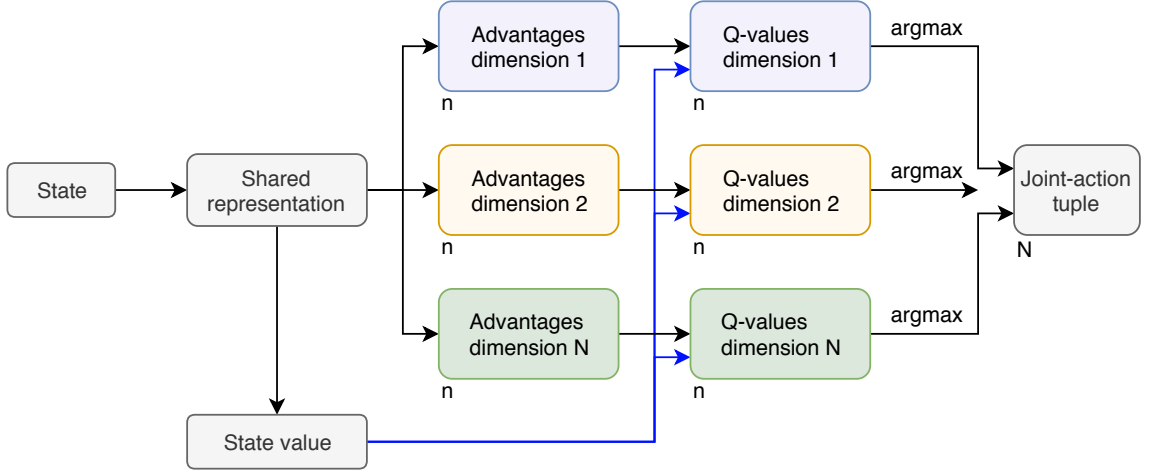 State
Shared
representation
State value
Advantages
dimension 1
n
Advantages
dimension 2
n
Advantages
dimension N
n
Q-values
dimension 1
n
Q-values
dimension 2
n
Q-values
dimension N
n
argmax
argmax
argmax
Joint-action
tuple
N